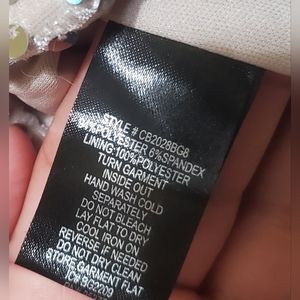 STYLE # CB2028BG8
94%POLYESTER 6%SPANDEX
LINING:100%POLYESTER
TURN GARMENT
INSIDE OUT
HAND WASH COLD
SEPARATELY
DO NOT BLEACH
LAY FLAT TO DRY
COOL IRON ON
REVERSE IF NEEDED
DO NOT DRY CLEAN
STORE GARMENT FLAT